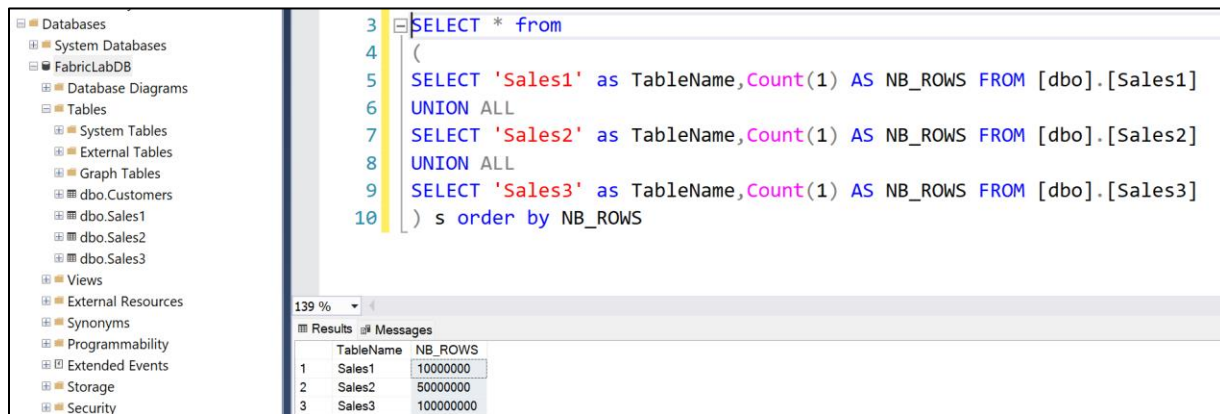 Databases
System Databases
FabricLabDB
Database Diagrams
Tables
System Tables
External Tables
Graph Tables
dbo.Customers
dbo.Sales1
dbo.Sales2
dbo.Sales3
Views
External Resources
Synonyms
Programmability
Extended Events
Storage
Security
3 SELECT * from
4 (
5 SELECT 'Sales1' as TableName,Count(1) AS NB_ROWS FROM [dbo].[Sales1]
6 UNION ALL
7 SELECT 'Sales2' as TableName,Count(1) AS NB_ROWS FROM [dbo].[Sales2]
8 UNION ALL
9 SELECT 'Sales3' as TableName,Count(1) AS NB_ROWS FROM [dbo].[Sales3]
10 ) s order by NB_ROWS
139 %
Results Messages
TableName NB_ROWS
1 Sales1 10000000
2 Sales2 50000000
3 Sales3 100000000